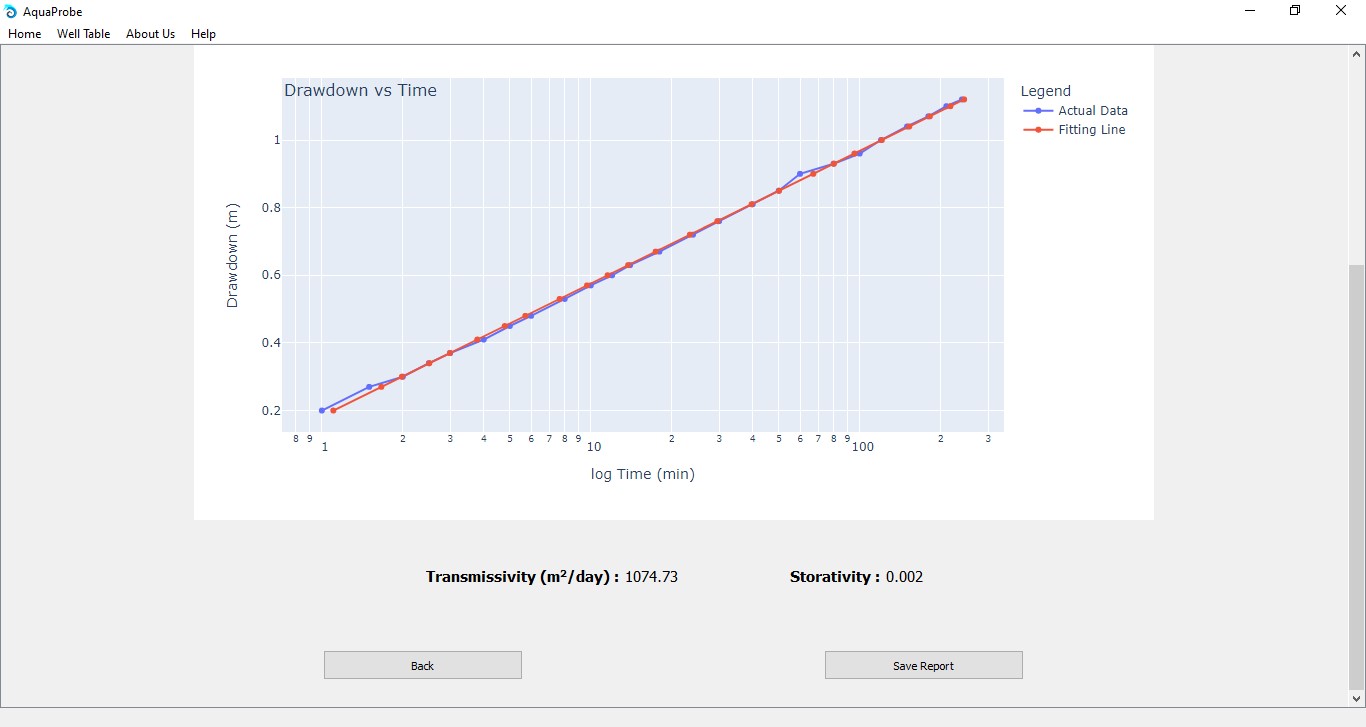 AquaProbe
Home Well Table About Us Help
Drawdown vs Time
Legend
Actual Data
Fitting Line
Drawdown (m)
1
0.8
0.6
0.4
0.2
8 9 2 3 4 5 6 7 8 9 2 3 4 5 6 7 8 9 2 3
1 10 100
log Time (min)
Transmissivity (m²/day) : 1074.73 Storativity : 0.002
Back Save Report